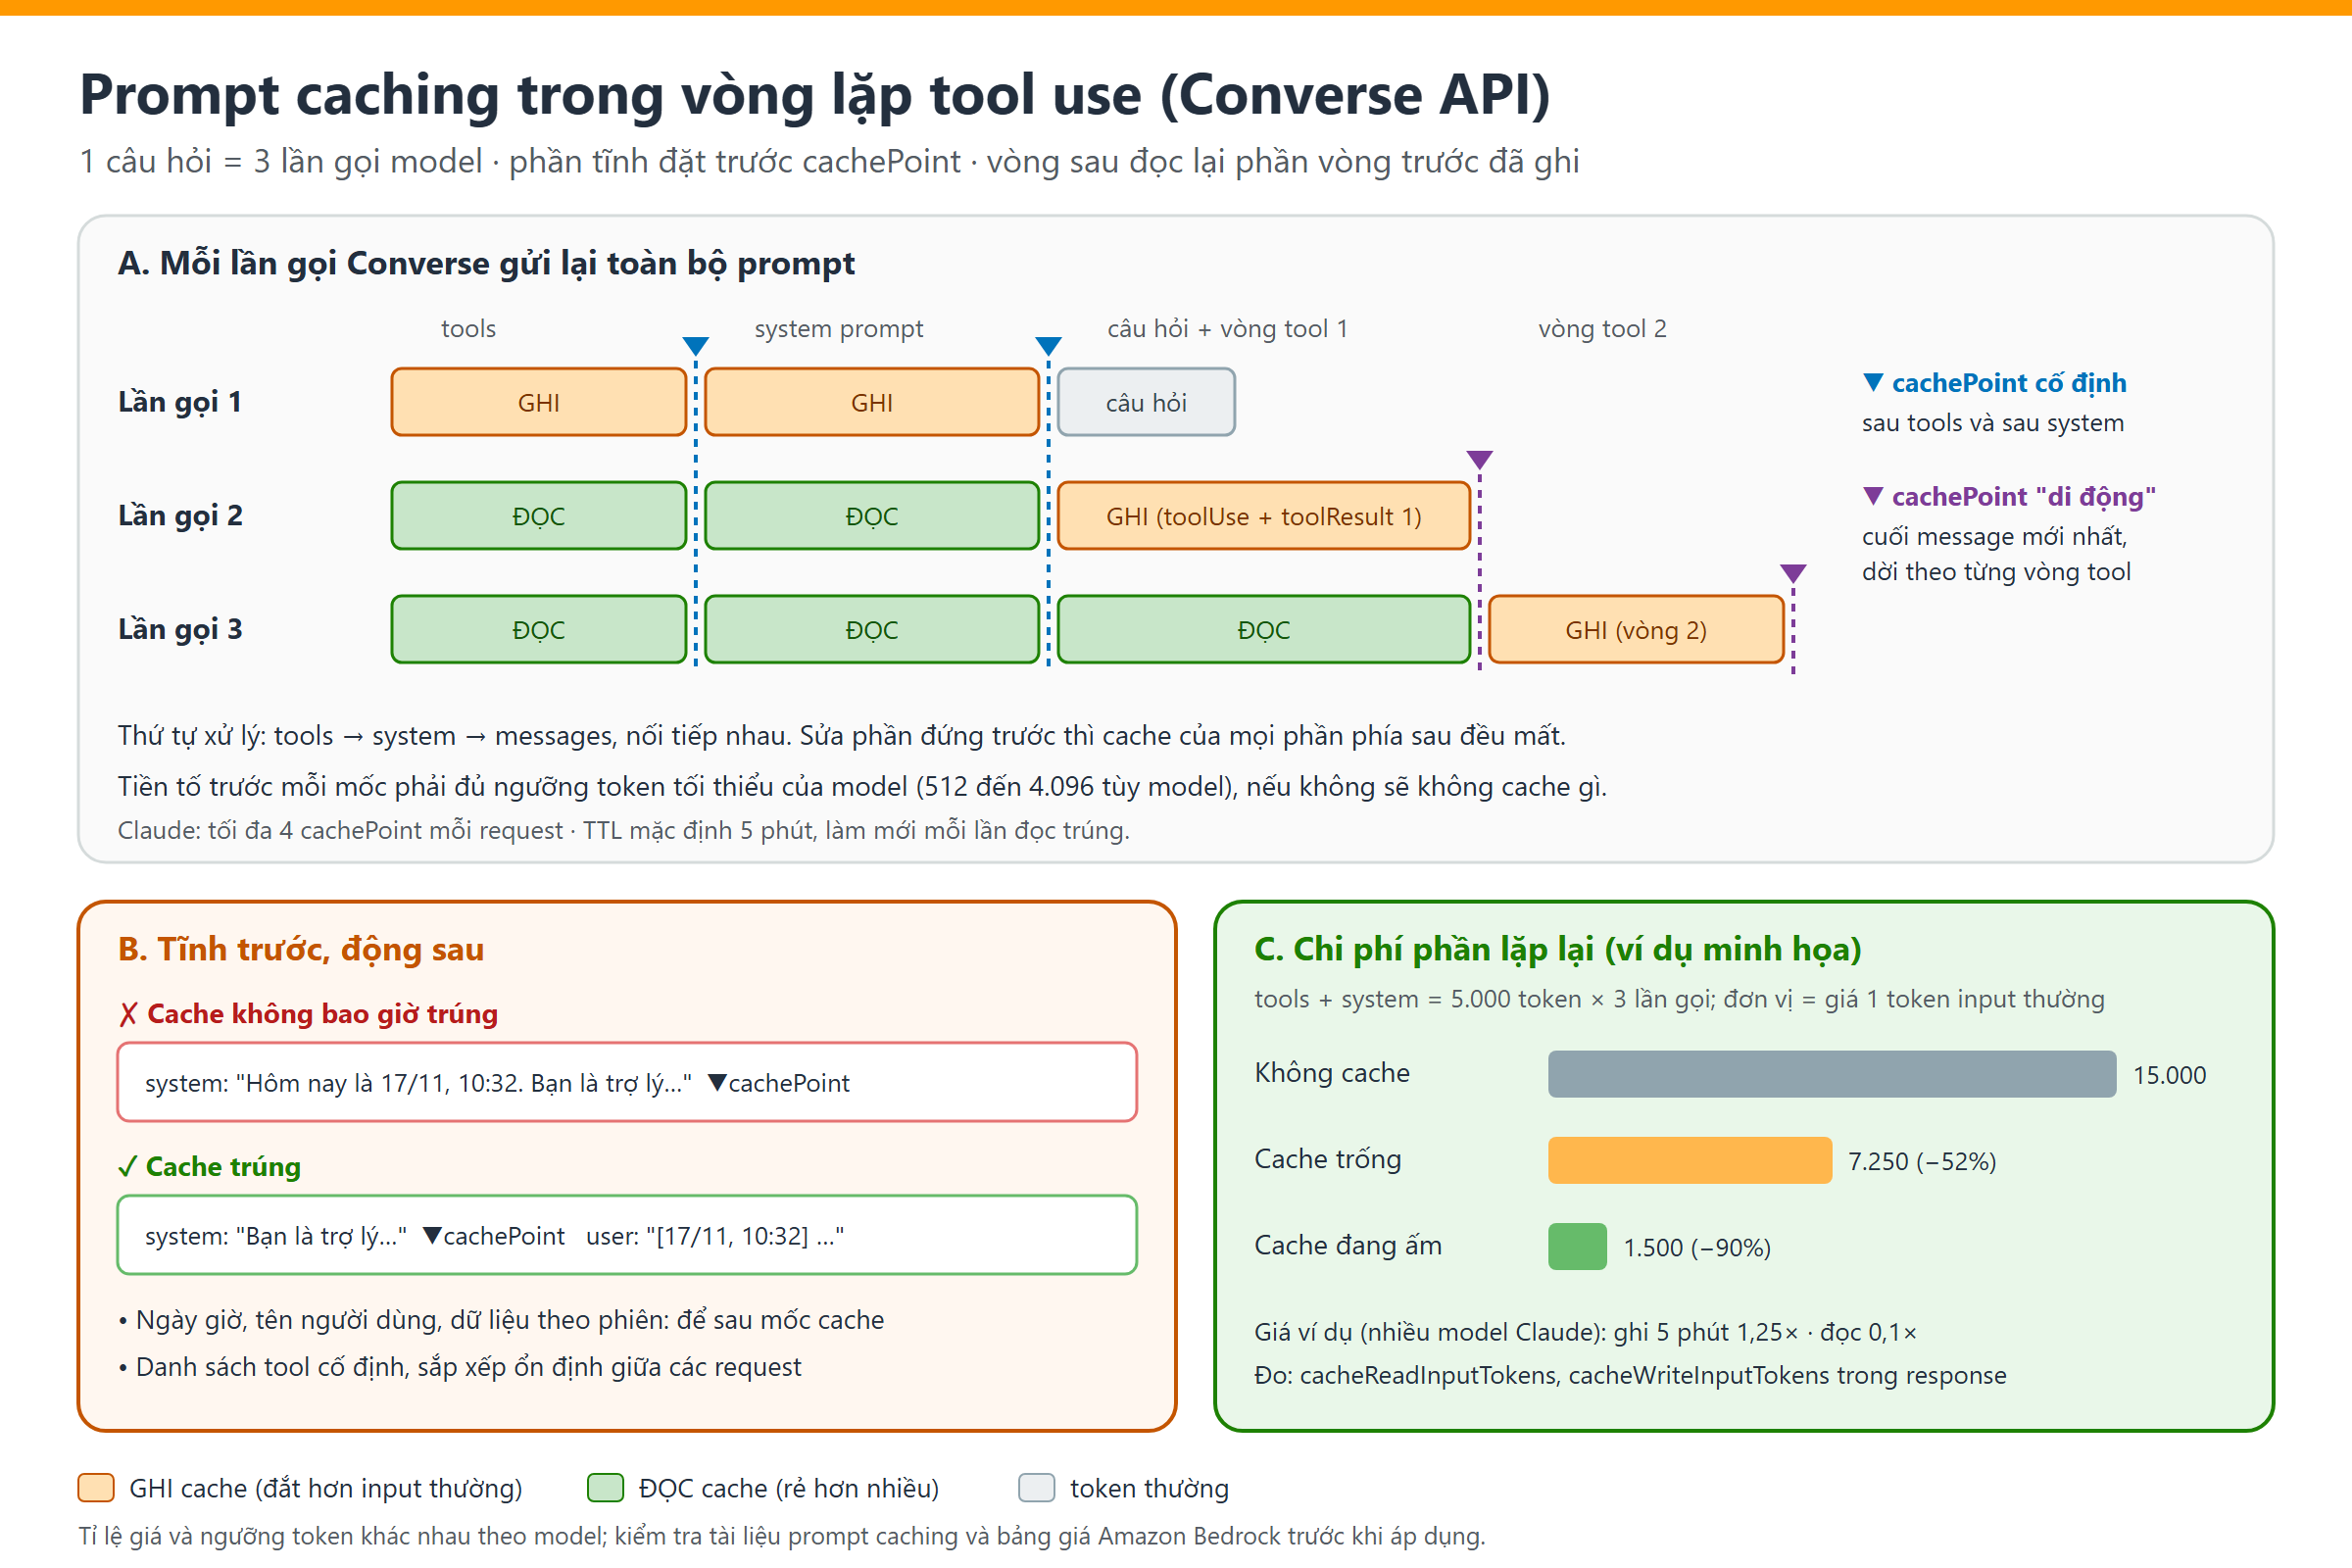 Prompt caching trong vòng lặp tool use (Converse API)
1 câu hỏi = 3 lần gọi model · phần tĩnh đặt trước cachePoint · vòng sau đọc lại phần vòng trước đã ghi
A. Mỗi lần gọi Converse gửi lại toàn bộ prompt
tools
system prompt
câu hỏi + vòng tool 1
vòng tool 2
Lần gọi 1
GHI
GHI
câu hỏi
▼ cachePoint cố định
sau tools và sau system
Lần gọi 2
ĐỌC
ĐỌC
GHI (toolUse + toolResult 1)
▼ cachePoint "di động"
cuối message mới nhất,
dời theo từng vòng tool
Lần gọi 3
ĐỌC
ĐỌC
ĐỌC
GHI (vòng 2)
Thứ tự xử lý: tools → system → messages, nối tiếp nhau. Sửa phần đứng trước thì cache của mọi phần phía sau đều mất.
Tiền tố trước mỗi mốc phải đủ ngưỡng token tối thiểu của model (512 đến 4.096 tùy model), nếu không sẽ không cache gì.
Claude: tối đa 4 cachePoint mỗi request · TTL mặc định 5 phút, làm mới mỗi lần đọc trúng.
B. Tĩnh trước, động sau
✗ Cache không bao giờ trúng
system: "Hôm nay là 17/11, 10:32. Bạn là trợ lý..." ▼cachePoint
✓ Cache trúng
system: "Bạn là trợ lý..." ▼cachePoint user: "[17/11, 10:32] ..."
• Ngày giờ, tên người dùng, dữ liệu theo phiên: để sau mốc cache
• Danh sách tool cố định, sắp xếp ổn định giữa các request
C. Chi phí phần lặp lại (ví dụ minh họa)
tools + system = 5.000 token × 3 lần gọi; đơn vị = giá 1 token input thường
Không cache
15.000
Cache trống
7.250 (−52%)
Cache đang ấm
1.500 (−90%)
Giá ví dụ (nhiều model Claude): ghi 5 phút 1,25× · đọc 0,1×
Đo: cacheReadInputTokens, cacheWriteInputTokens trong response
GHI cache (đắt hơn input thường)
ĐỌC cache (rẻ hơn nhiều)
token thường
Tỉ lệ giá và ngưỡng token khác nhau theo model; kiểm tra tài liệu prompt caching và bảng giá Amazon Bedrock trước khi áp dụng.